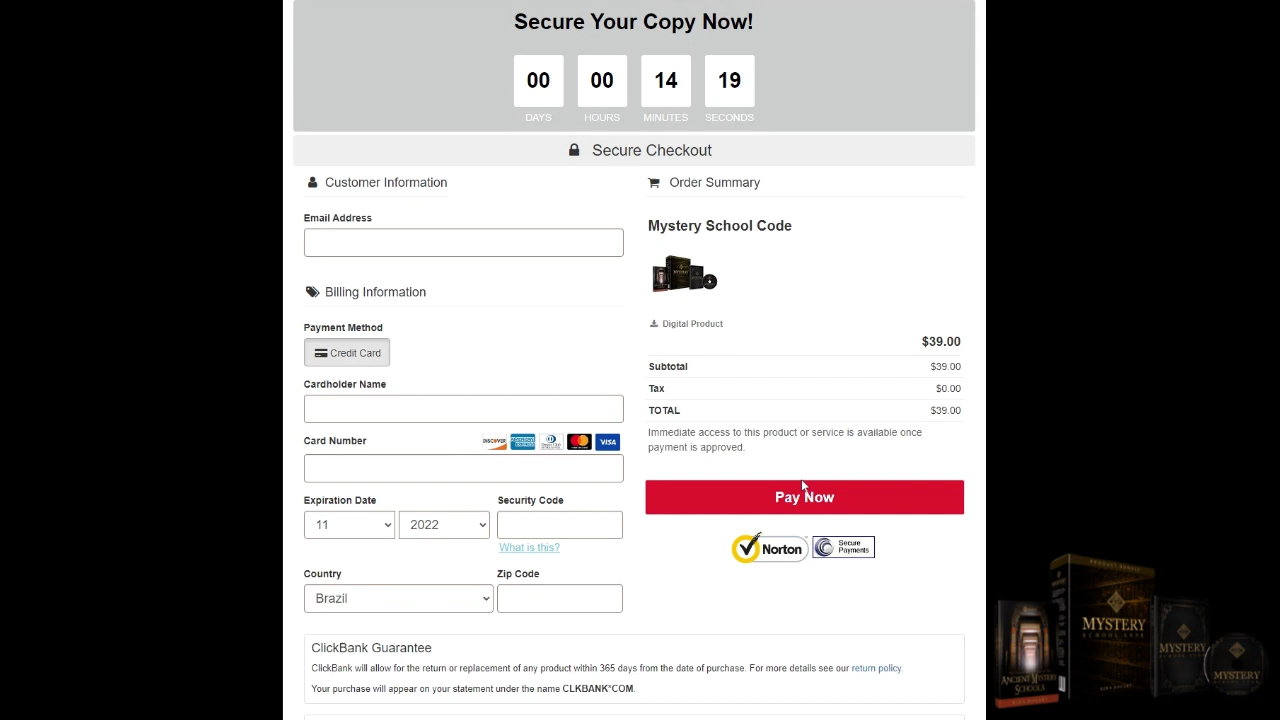 Secure Your Copy Now!
00 00 14 19
DAYS HOURS MINUTES SECONDS
Secure Checkout
Customer Information
Email Address
Billing Information
Payment Method
Credit Card
Cardholder Name
Card Number
DISCOVER VISA
Expiration Date Security Code
11 2022
What is this?
Country Zip Code
Brazil
Order Summary
Mystery School Code
Digital Product
$39.00
Subtotal $39.00
Tax $0.00
TOTAL $39.00
Immediate access to this product or service is available once
payment is approved.
Pay Now
Norton
Secure
Payments
ClickBank Guarantee
ClickBank will allow for the return or replacement of any product within 365 days from the date of purchase. For more details see our return policy.
Your purchase will appear on your statement under the name CLKBANK*COM.
MYSTERY
SCHOOL CODE
ANCIENT MYSTERY
SCHOOLS
MYSTERY
MYSTERY